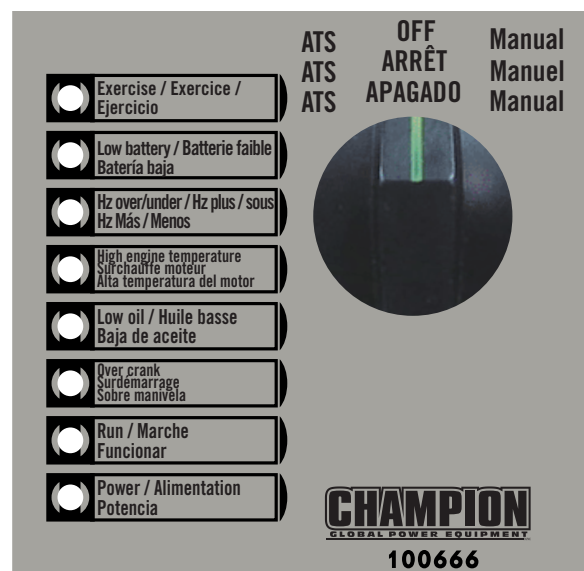 ATS OFF Manual
ATS ARRÊT Manuel
ATS APAGADO Manual
Exercise / Exercice /
Ejercicio
Low battery / Batterie faible
Batería baja
Hz over/under / Hz plus / sous
Hz Más / Menos
High engine temperature
Surchauffe moteur
Alta temperatura del motor
Low oil / Huile basse
Baja de aceite
Over crank
Surdémarrage
Sobre manivela
Run / Marche
Funcionar
Power / Alimentation
Potencia
CHAMPION
GLOBAL POWER EQUIPMENT
100666